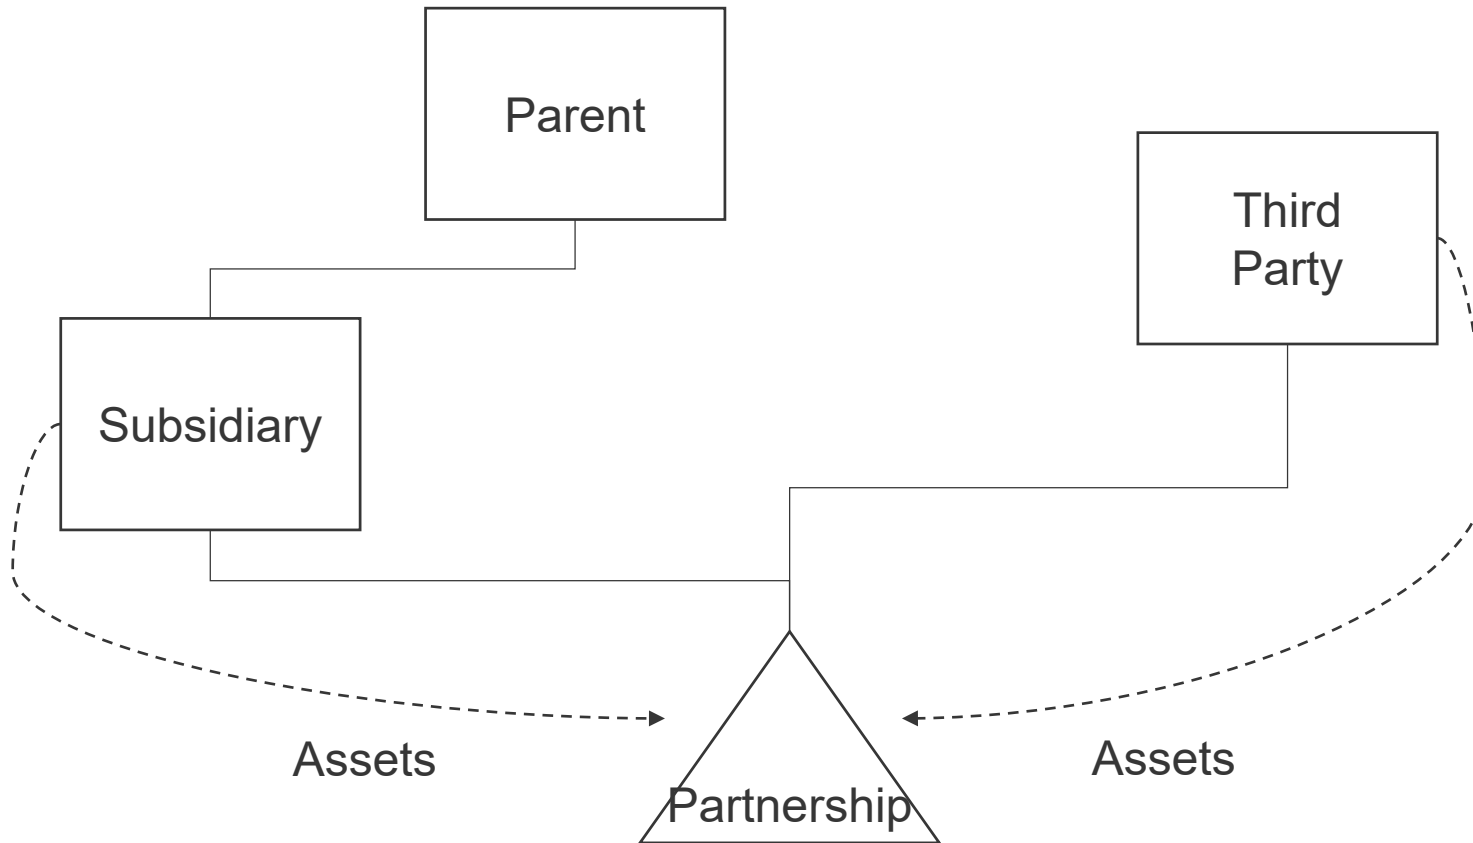 Parent
Third
Party
Subsidiary
Assets
Assets
Partnership